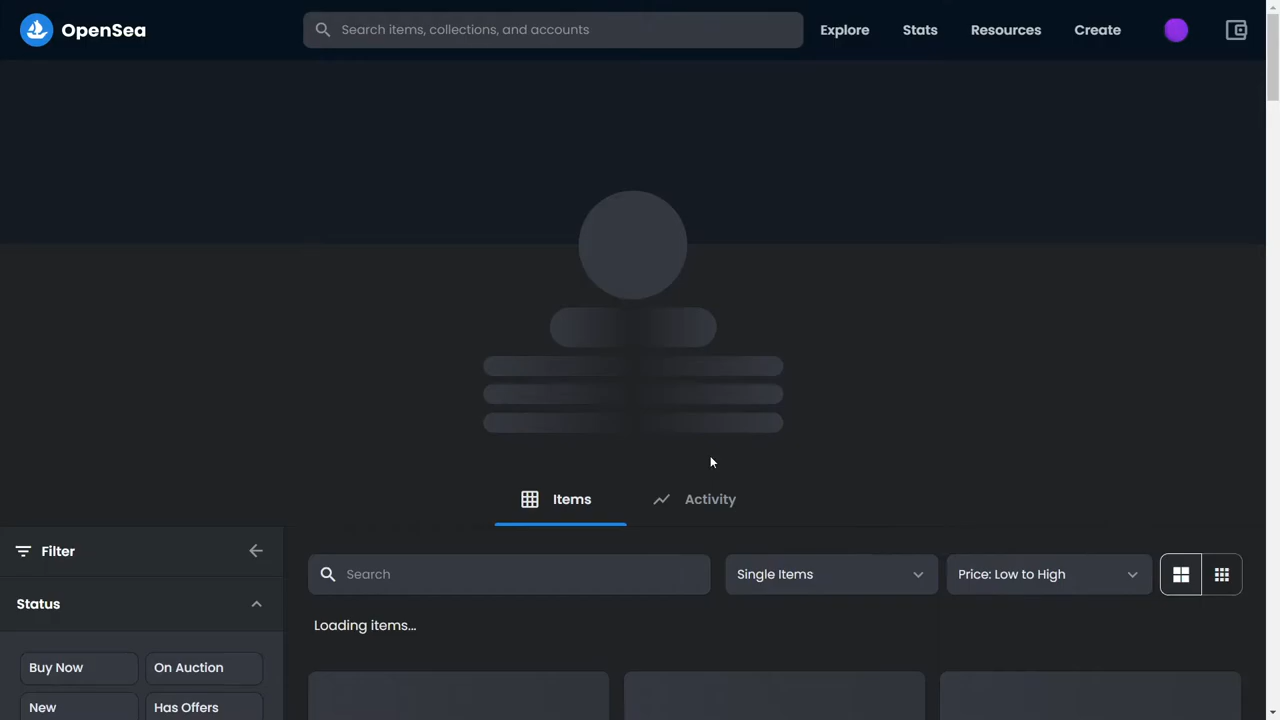 OpenSea
Search items, collections, and accounts
Explore
Stats
Resources
Create
Items
Activity
Filter
Search
Single Items
Price: Low to High
Status
Loading items...
Buy Now
On Auction
New
Has Offers